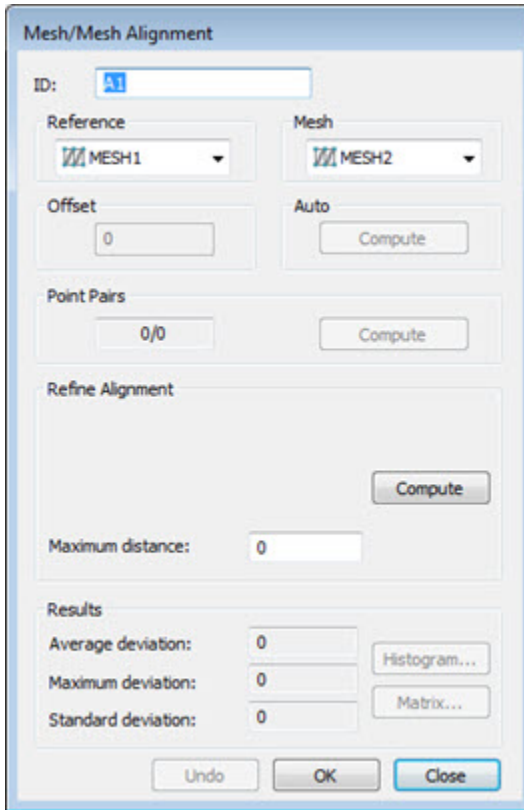 Mesh/Mesh Alignment
ID: A1
Reference Mesh
MESH1 MESH2
Offset Auto
0 Compute
Point Pairs
0/0 Compute
Refine Alignment
Compute
Maximum distance: 0
Results
Average deviation: 0
Histogram...
Maximum deviation: 0
Matrix...
Standard deviation: 0
Undo OK Close